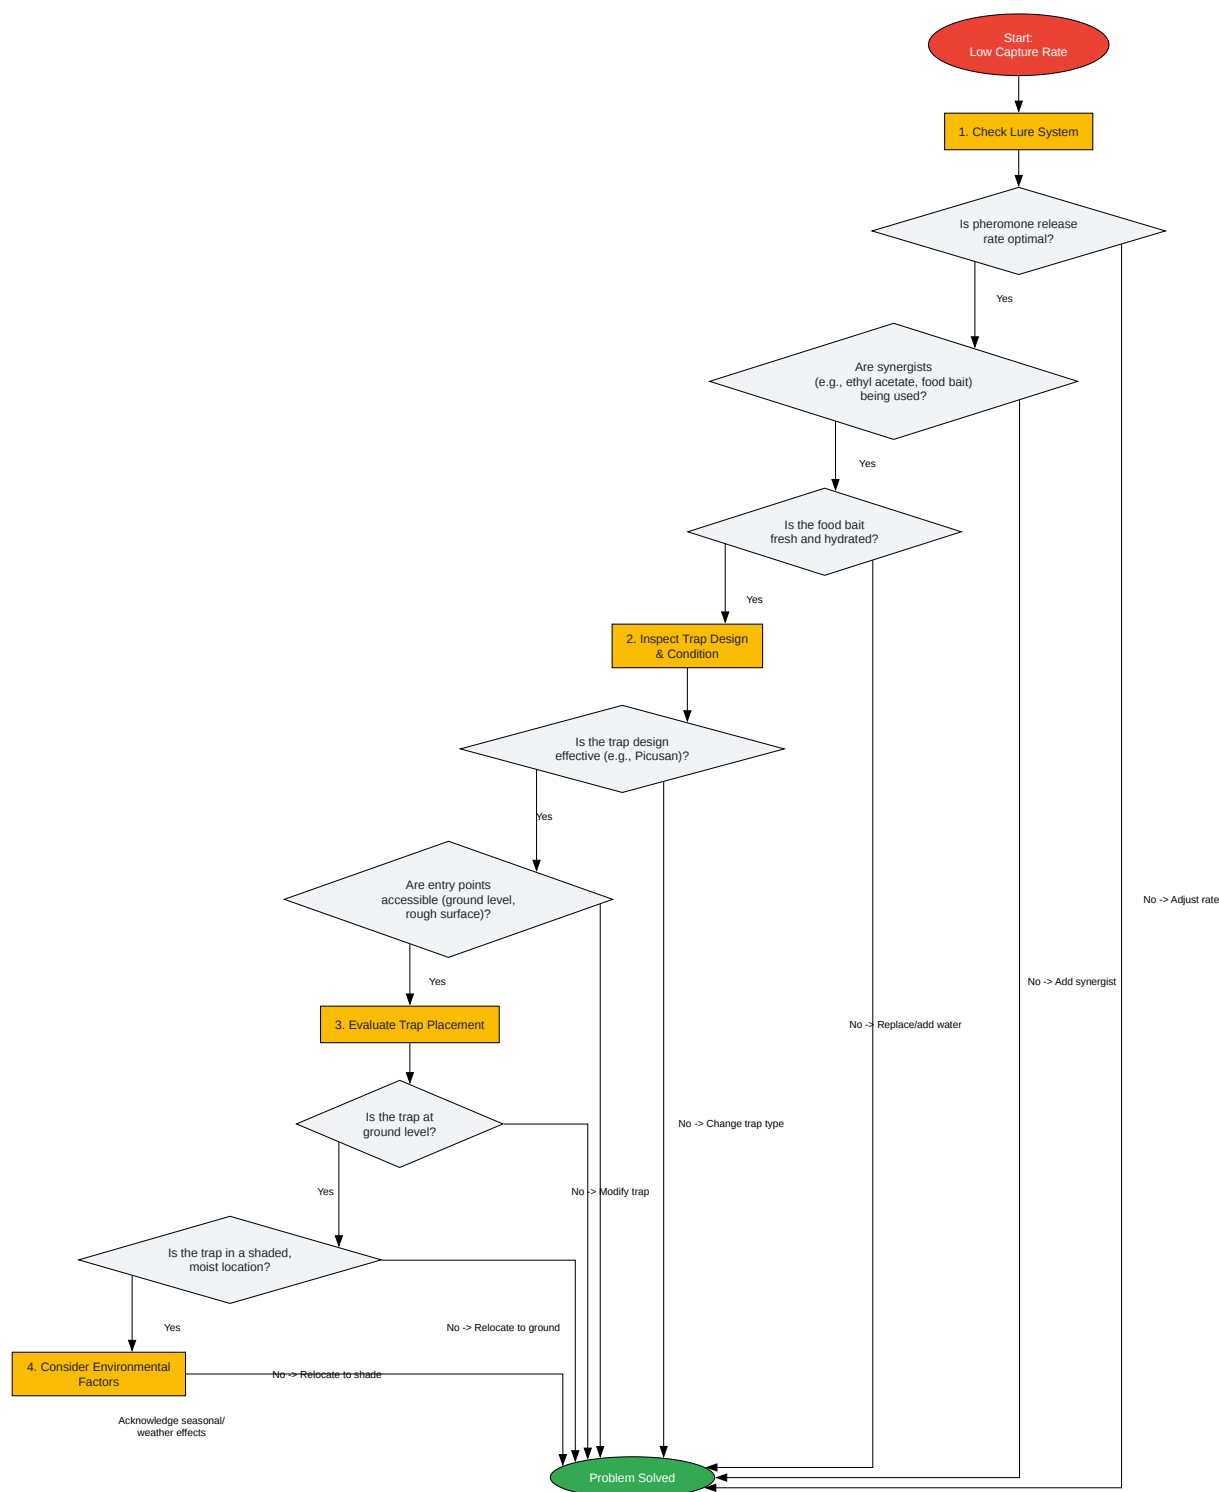 Start:
Low Capture Rate
1. Check Lure System
Is pheromone release
rate optimal?
Yes
Are synergists
(e.g., ethyl acetate, food bait)
being used?
Yes
Is the food bait
fresh and hydrated?
Yes
2. Inspect Trap Design
& Condition
Is the trap design
effective (e.g., Picusan)?
Yes
Are entry points
accessible (ground level,
rough surface)?
No -> Adjust rate
Yes
No -> Add synergist
3. Evaluate Trap Placement
No -> Replace/add water
Is the trap at
ground level?
No -> Change trap type
Yes
No -> Modify trap
Is the trap in a shaded,
moist location?
Yes
No -> Relocate to ground
4. Consider Environmental
Factors
No -> Relocate to shade
Acknowledge seasonal/
weather effects
Problem Solved